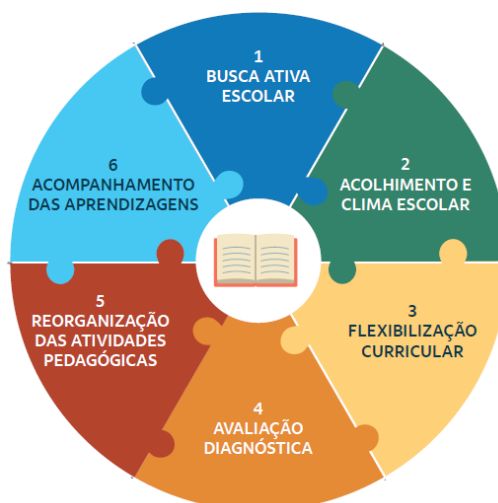 1
BUSCA ATIVA
ESCOLAR
2
ACOLHIMENTO E
CLIMA ESCOLAR
3
FLEXIBILIZAÇÃO
CURRICULAR
4
AVALIAÇÃO
DIAGNÓSTICA
5
REORGANIZAÇÃO
DAS ATIVIDADES
PEDAGÓGICAS
6
ACOMPANHAMENTO
DAS APRENDIZAGENS